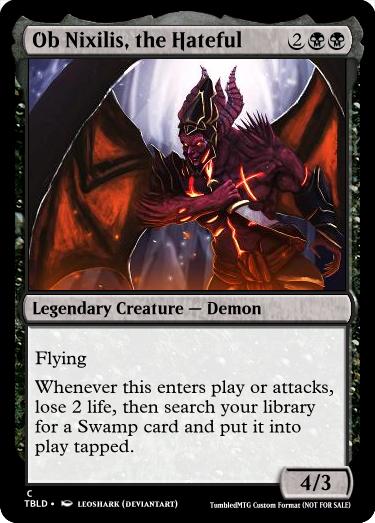 Ob Nixilis, the Hateful 2
Legendary Creature — Demon
Flying
Whenever this enters play or attacks,
lose 2 life, then search your library
for a Swamp card and put it into
play tapped.
4/3
C
TBLD • LEOSHARK (DEVIANTART)
TumbledMTG Custom Format (NOT FOR SALE)